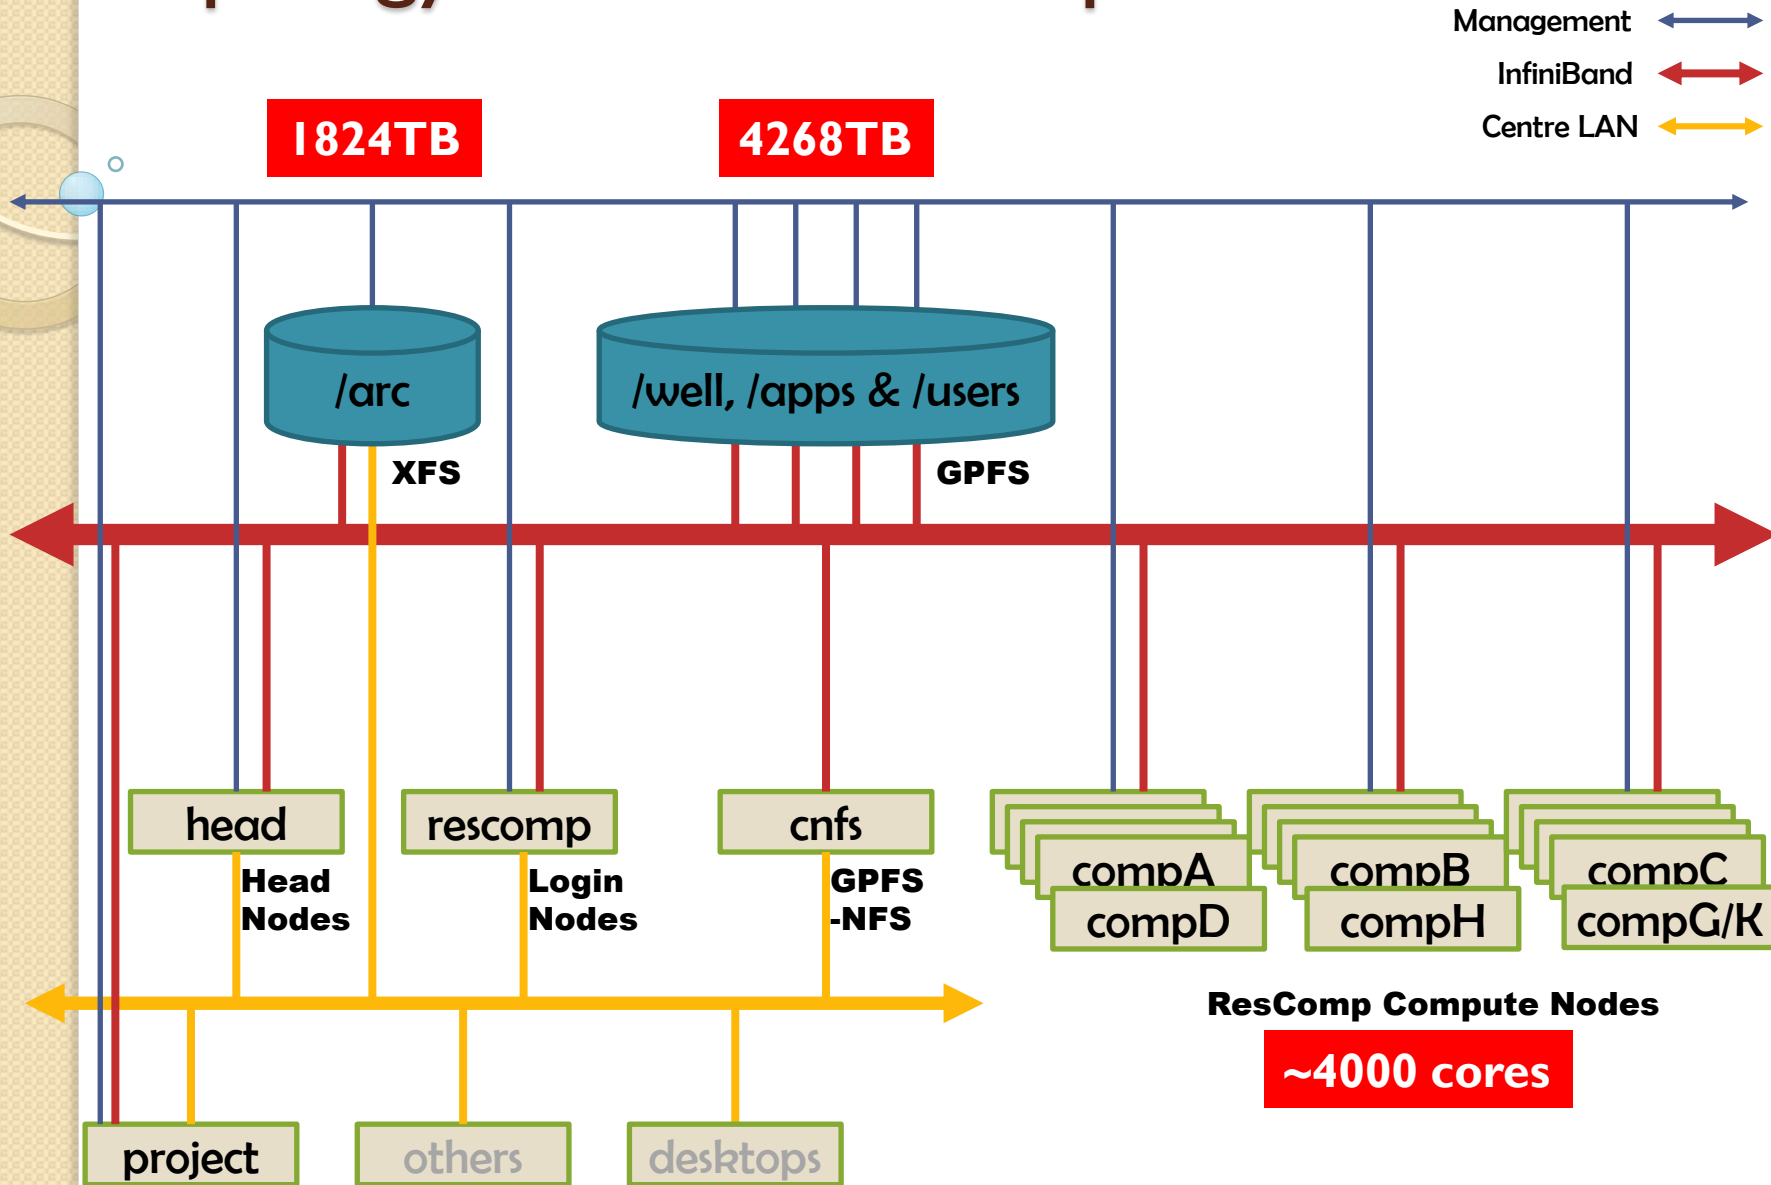 Management
InfiniBand
Centre LAN
1824TB
4268TB
/arc
/well, /apps & /users
XFS
GPFS
head
rescomp
cnfs
compA
compB
compC
compD
compH
compG/K
Head
Nodes
Login
Nodes
GPFS
-NFS
ResComp Compute Nodes
~4000 cores
project
others
desktops